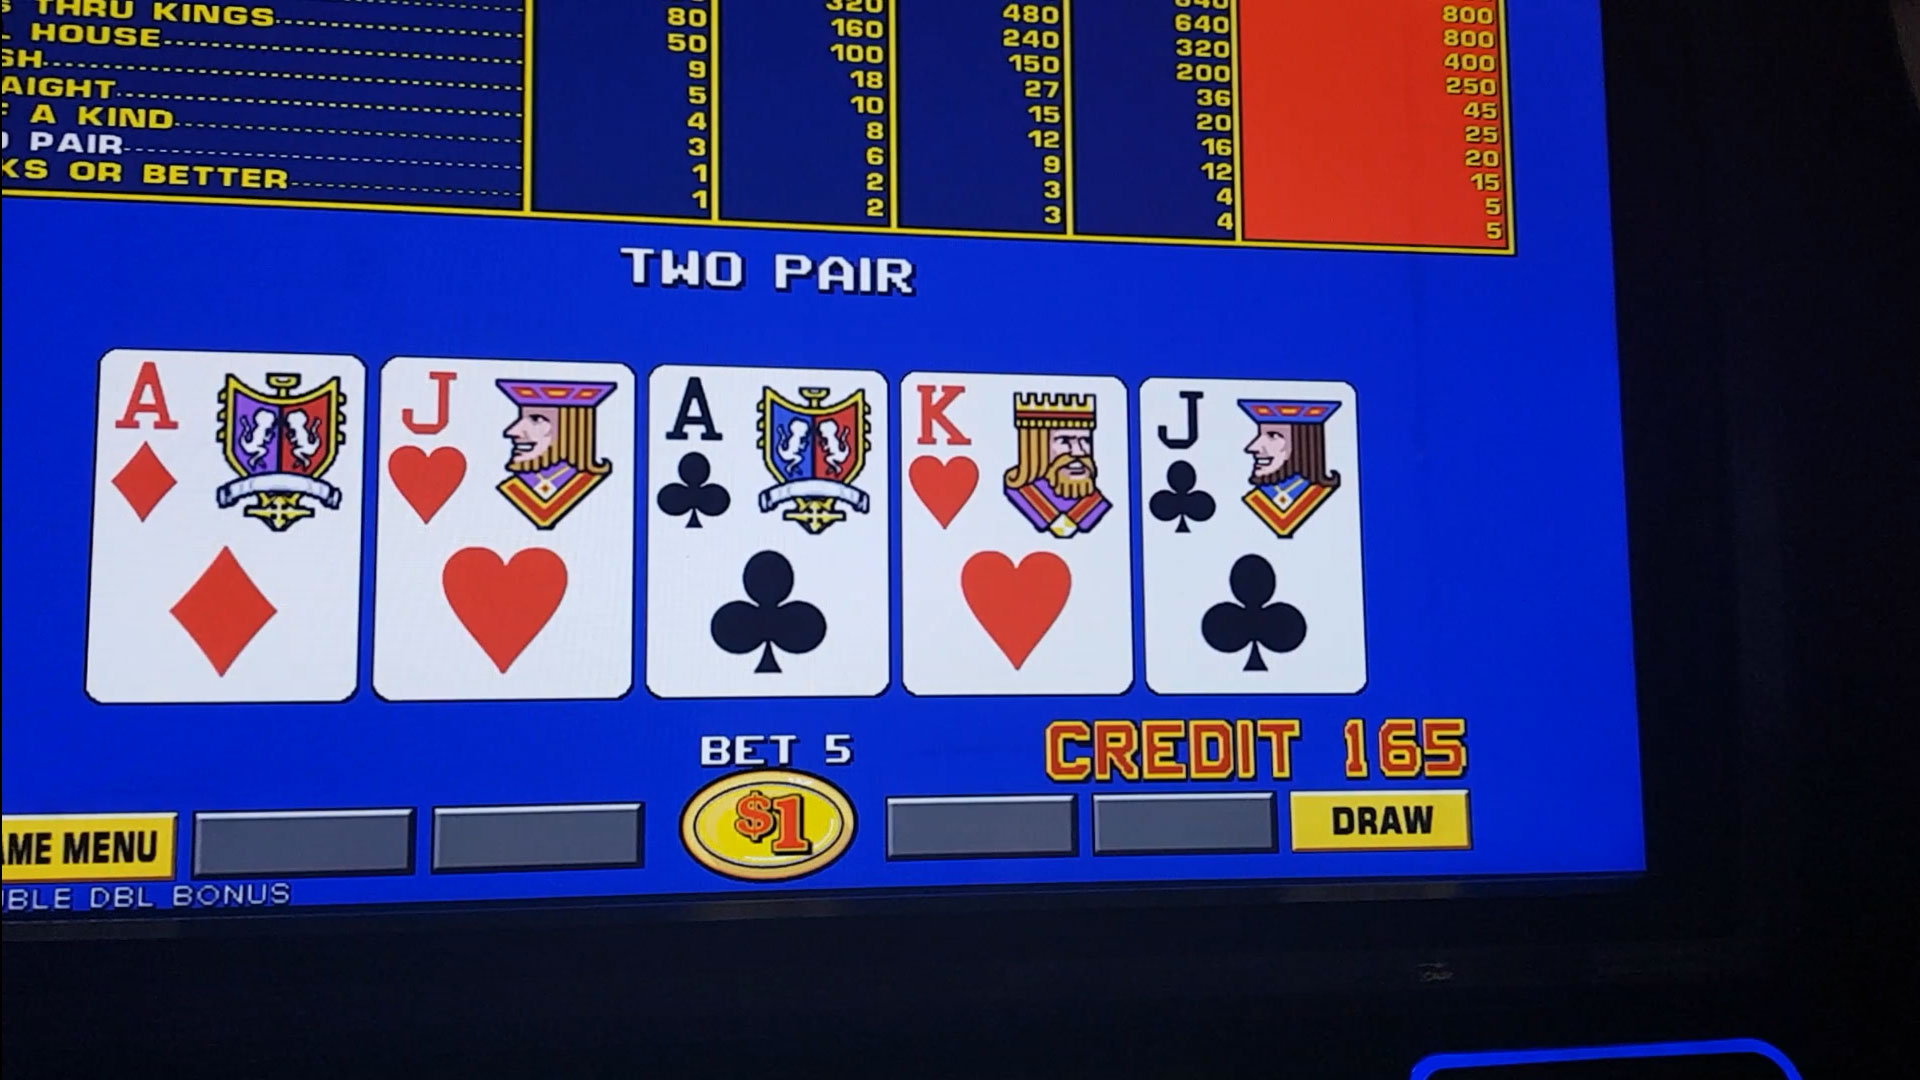 THRU KINGS 80 320 480 640 800
HOUSE 50 160 240 320 800
SH 9 100 150 200 400
AIGHT 5 18 27 36 250
A KIND 4 10 15 20 45
PAIR 3 8 12 16 25
KS OR BETTER 1 6 9 12 20
1 2 3 4 15
2 3 4 5
5
TWO PAIR
A J A K J
BET 5 CREDIT 165
$1
AME MENU DRAW
BLE DBL BONUS